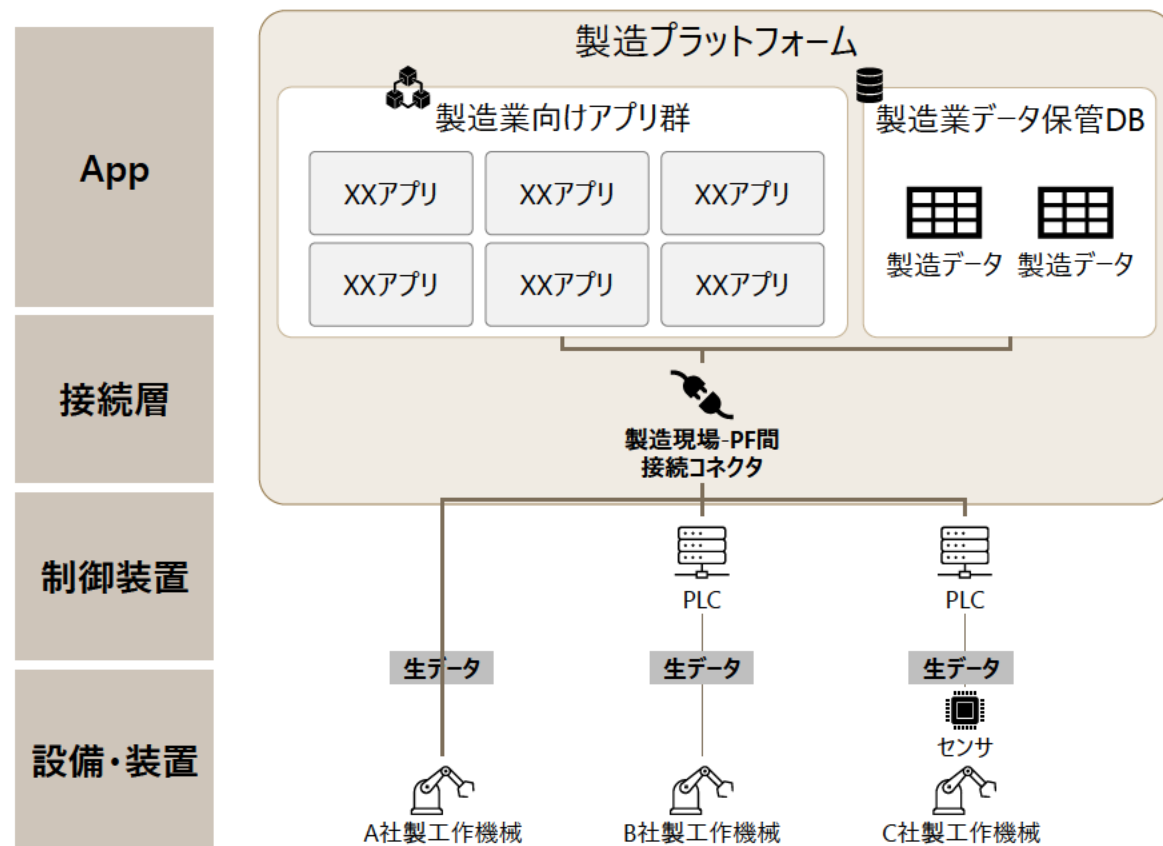 製造プラットフォーム
App
製造業向けアプリ群
製造業データ保管DB
XXアプリ
XXアプリ
XXアプリ
XXアプリ
XXアプリ
XXアプリ
製造データ
製造データ
接続層
製造現場-PF間
接続コネクタ
制御装置
PLC
PLC
生データ
生データ
生データ
設備・装置
センサ
A社製工作機械
B社製工作機械
C社製工作機械